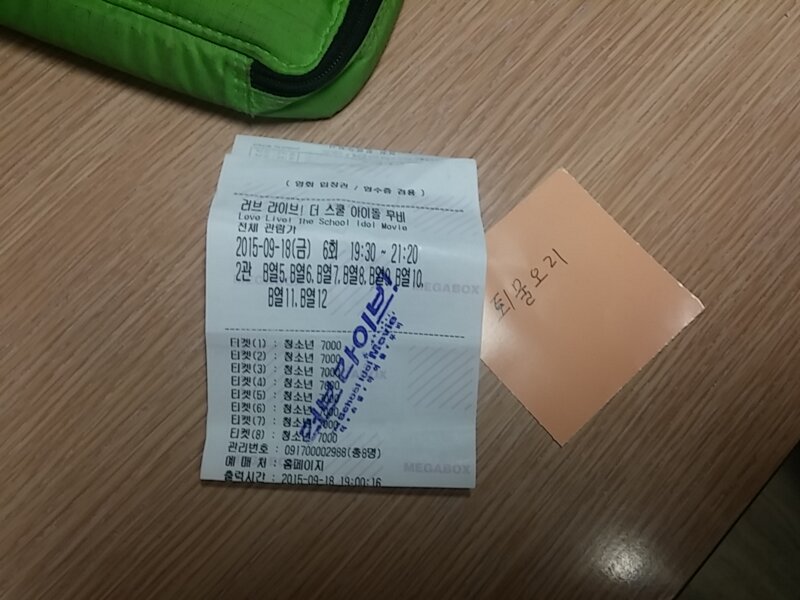 ( 영화 입장권 / 영수증 겸용 )
러브 라이브! 더 스쿨 아이돌 무비
Love Live! the School Idol Movie
전체 관람가
2015-09-18(금) 6회 19:30 ~ 21:20
2관 B열5, B열6, B열7, B열8, B열9, B열10,
B열11, B열12
MEGABOX
티켓(1) : 청소년 7000
티켓(2) : 청소년 7000
티켓(3) : 청소년 7000
티켓(4) : 청소년 7000
티켓(5) : 청소년 7000
티켓(6) : 청소년 7000
티켓(7) : 청소년 7000
티켓(8) : 청소년 7000
관리번호 : 091700002988(총8명)
예 매 처 : 홈페이지
출력시간 : 2015-09-18 19:00:16
MEGABOX
러브라이브!
School Idol Movie
퇴물오리